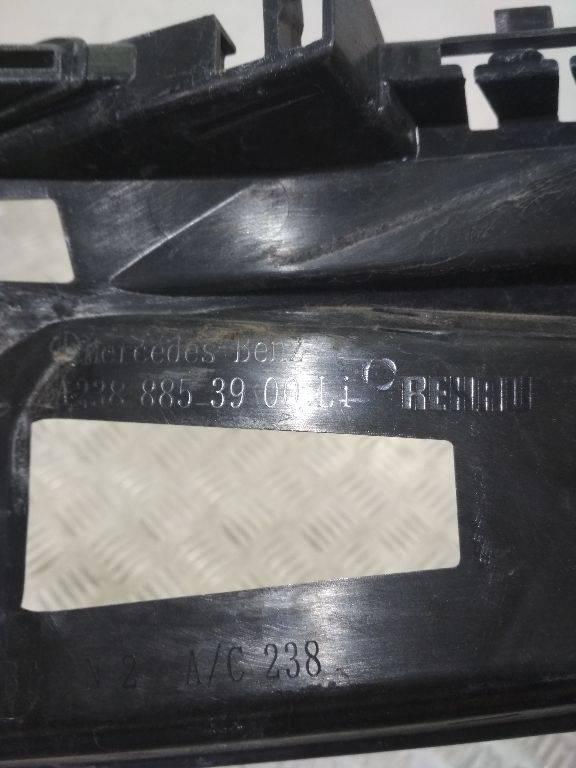 Mercedes Benz
A238 885 39 00 Li REHAU
V2 A/C 238